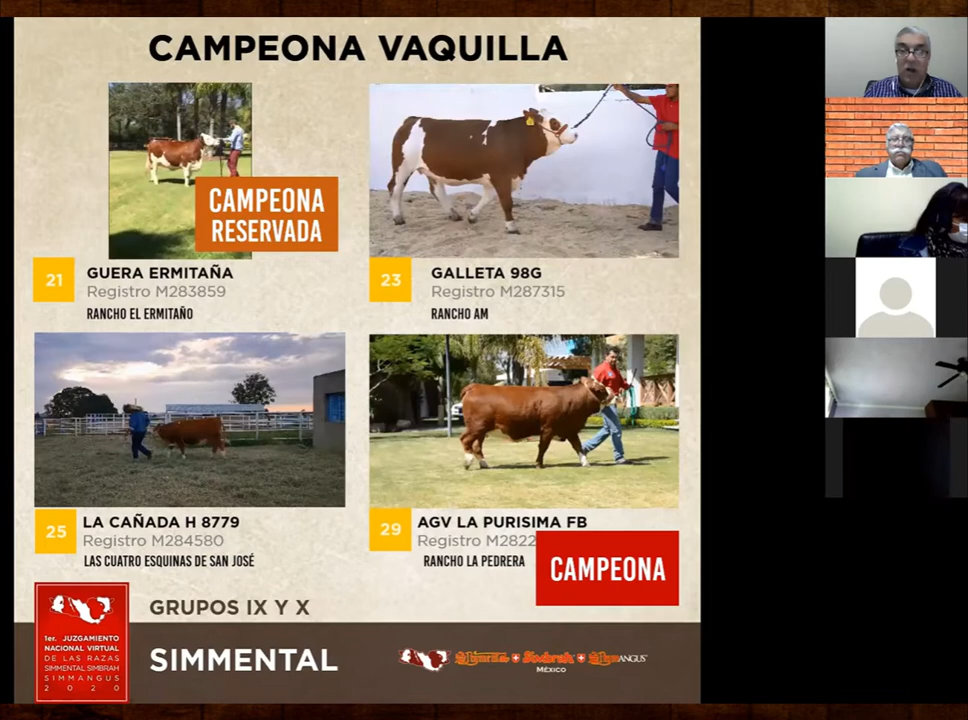 CAMPEONA VAQUILLA
CAMPEONA
RESERVADA
21
GUERA ERMITAÑA
Registro M283859
RANCHO EL ERMITAÑO
23
GALLETA 98G
Registro M287315
RANCHO AM
25
LA CAÑADA H 8779
Registro M284580
LAS CUATRO ESQUINAS DE SAN JOSÉ
29
AGV LA PURISIMA FB
Registro M2822
RANCHO LA PEDRERA
CAMPEONA
GRUPOS IX Y X
1er. JUZGAMIENTO
NACIONAL VIRTUAL
DE LAS RAZAS
SIMMENTAL SIMBRAH
SIMMANGUS
2020
SIMMENTAL
MÉXICO